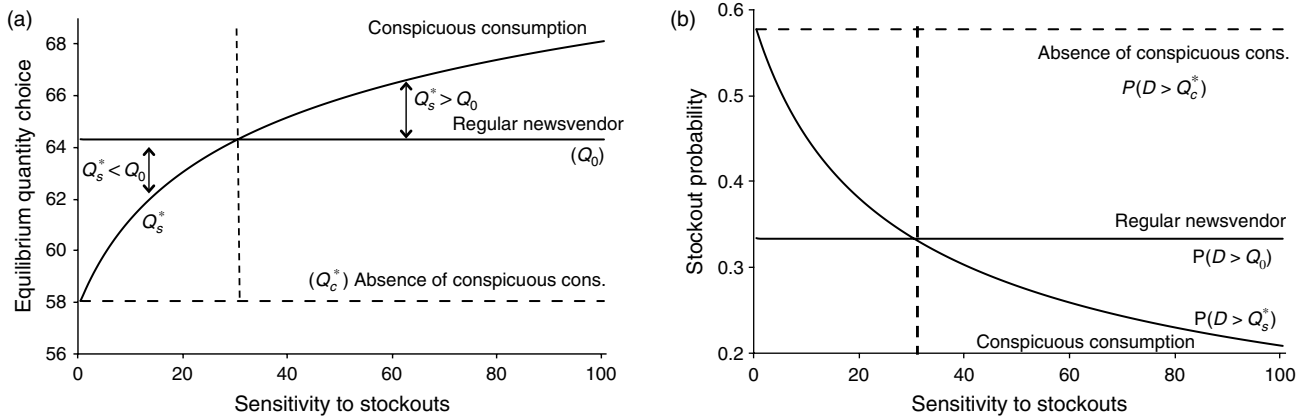 (a)
Equilibrium quantity choice
68
66
64
62
60
58
56
Conspicuous consumption
Q*s > Q0
Regular newsvendor
(Q0)
Q*s < Q0
Q*s
(Q*c) Absence of conspicuous cons.
0 20 40 60 80 100
Sensitivity to stockouts
(b)
Stockout probability
0.6
0.5
0.4
0.3
0.2
Absence of conspicuous cons.
P(D > Q*c)
Regular newsvendor
P(D > Q0)
P(D > Q*s)
Conspicuous consumption
0 20 40 60 80 100
Sensitivity to stockouts